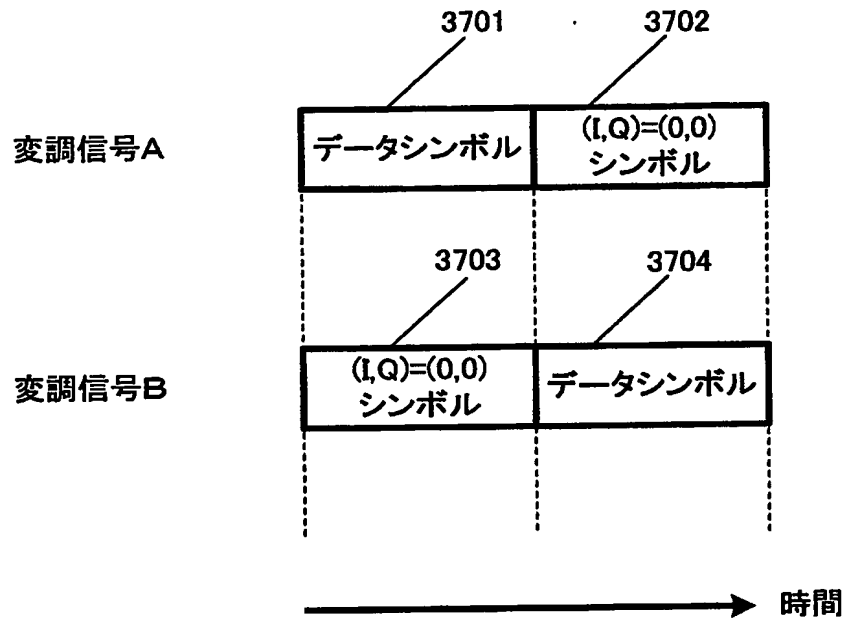 3701
3702
変調信号A
データシンボル
(I,Q)=(0,0)
シンボル
3703
3704
変調信号B
(I,Q)=(0,0)
シンボル
データシンボル
時間